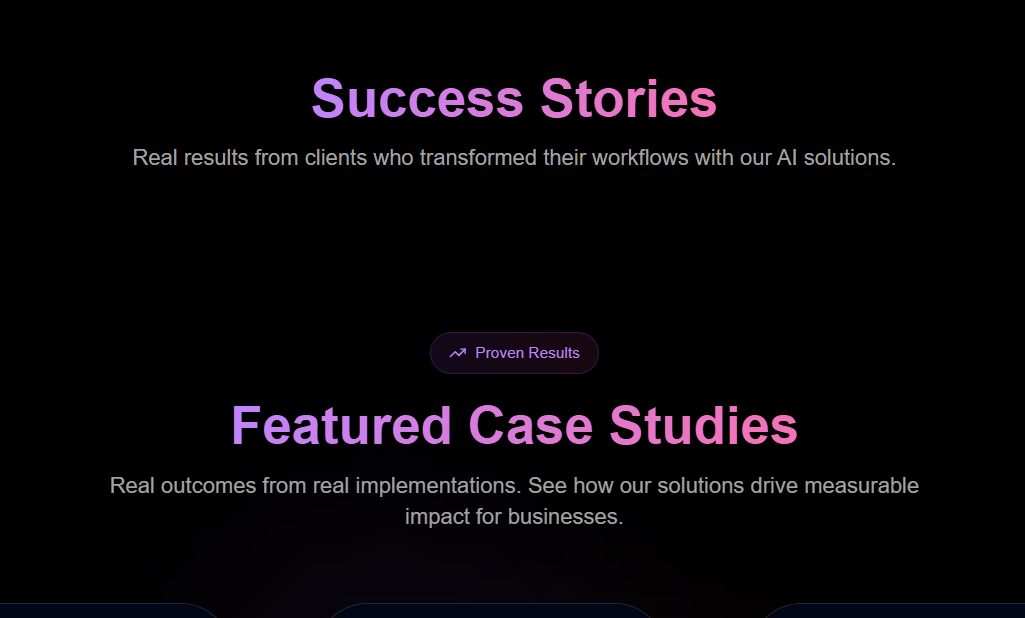 Success Stories
Real results from clients who transformed their workflows with our AI solutions.
Proven Results
Featured Case Studies
Real outcomes from real implementations. See how our solutions drive measurable
impact for businesses.